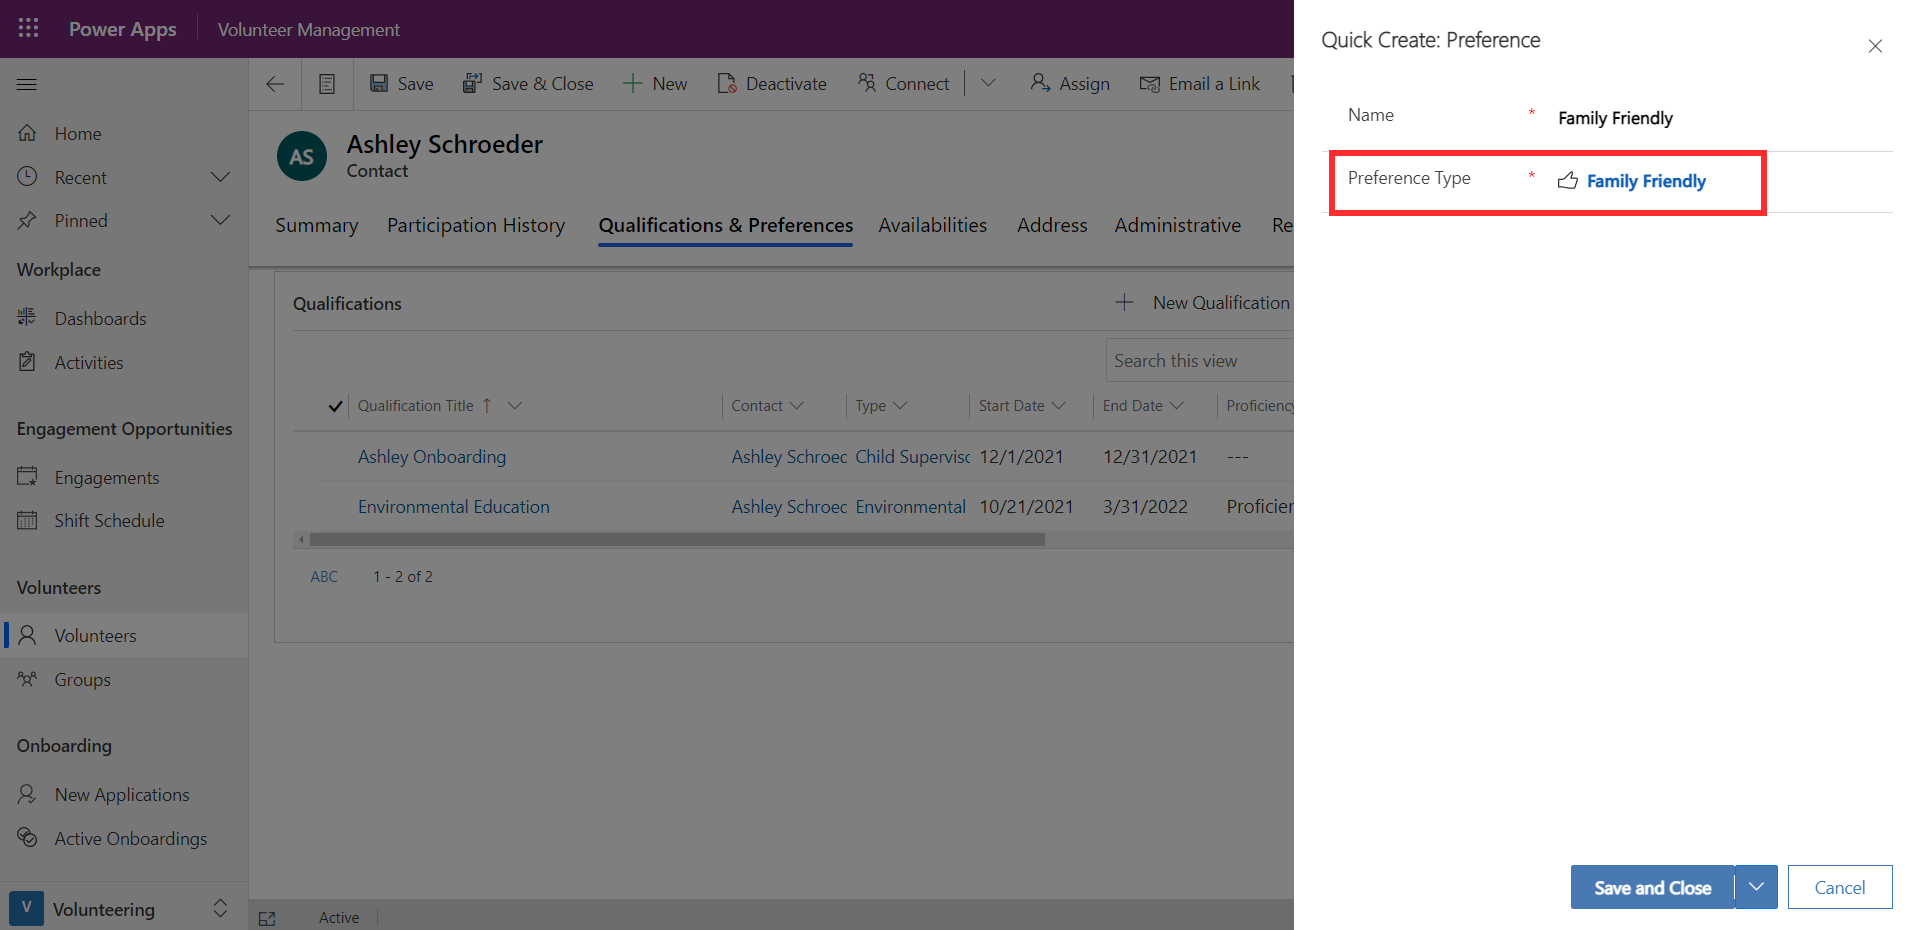 Power Apps
Volunteer Management
Home
Recent
Pinned
Workplace
Dashboards
Activities
Engagement Opportunities
Engagements
Shift Schedule
Volunteers
Volunteers
Groups
Onboarding
New Applications
Active Onboardings
V Volunteering
Save Save & Close New Deactivate Connect Assign Email a Link
AS
Ashley Schroeder
Contact
Summary Participation History Qualifications & Preferences Availabilities Address Administrative Re
Qualifications
New Qualification
Search this view
Qualification Title Contact Type Start Date End Date Proficiency
Ashley Onboarding Ashley Schroec Child Supervisc 12/1/2021 12/31/2021 ---
Environmental Education Ashley Schroec Environmental 10/21/2021 3/31/2022 Proficier
ABC 1 - 2 of 2
Active
Quick Create: Preference
Name * Family Friendly
Preference Type * Family Friendly
Save and Close
Cancel